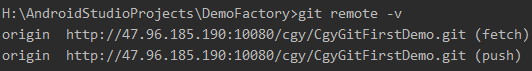 H:\AndroidStudioProjects\DemoFactory>git remote -v
origin  http://47.96.185.190:10080/cgy/CgyGitFirstDemo.git (fetch)
origin  http://47.96.185.190:10080/cgy/CgyGitFirstDemo.git (push)